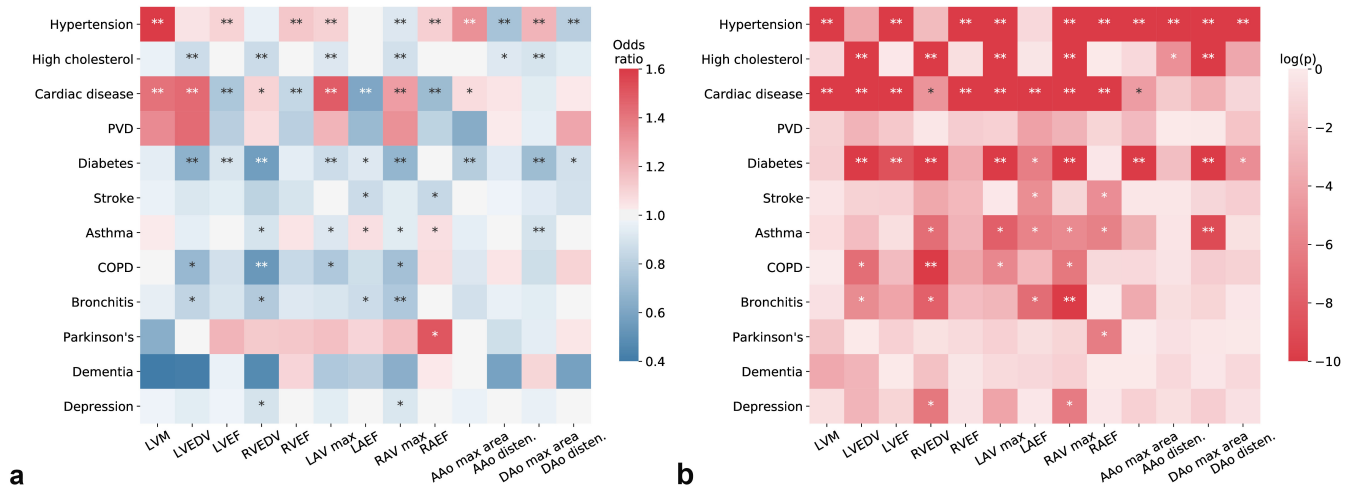 Hypertension ** ** ** ** ** ** ** ** ** **
High cholesterol ** ** ** ** * **
Cardiac disease ** ** ** * ** ** ** ** ** *
PVD
Diabetes ** ** ** ** * ** ** ** *
Stroke * *
Asthma * * * * * **
COPD * ** * *
Bronchitis * * * **
Parkinson's *
Dementia
Depression * *
LVM
LVEDV
LVEF
RVEDV
RVEF
LAV max
LAEF
RAV max
RAEF
AAo max area
AAo disten.
DAo max area
DAo disten.
Odds
ratio
1.6
1.4
1.2
1.0
0.8
0.6
0.4
a
Hypertension ** ** ** ** ** ** ** ** ** **
High cholesterol ** ** ** ** * **
Cardiac disease ** ** ** * ** ** ** ** ** *
PVD
Diabetes ** ** ** ** * ** ** ** *
Stroke * *
Asthma * * * * * **
COPD * ** * *
Bronchitis * * * **
Parkinson's *
Dementia
Depression * *
LVM
LVEDV
LVEF
RVEDV
RVEF
LAV max
LAEF
RAV max
RAEF
AAo max area
AAo disten.
DAo max area
DAo disten.
log(p)
0
−2
−4
−6
−8
−10
b